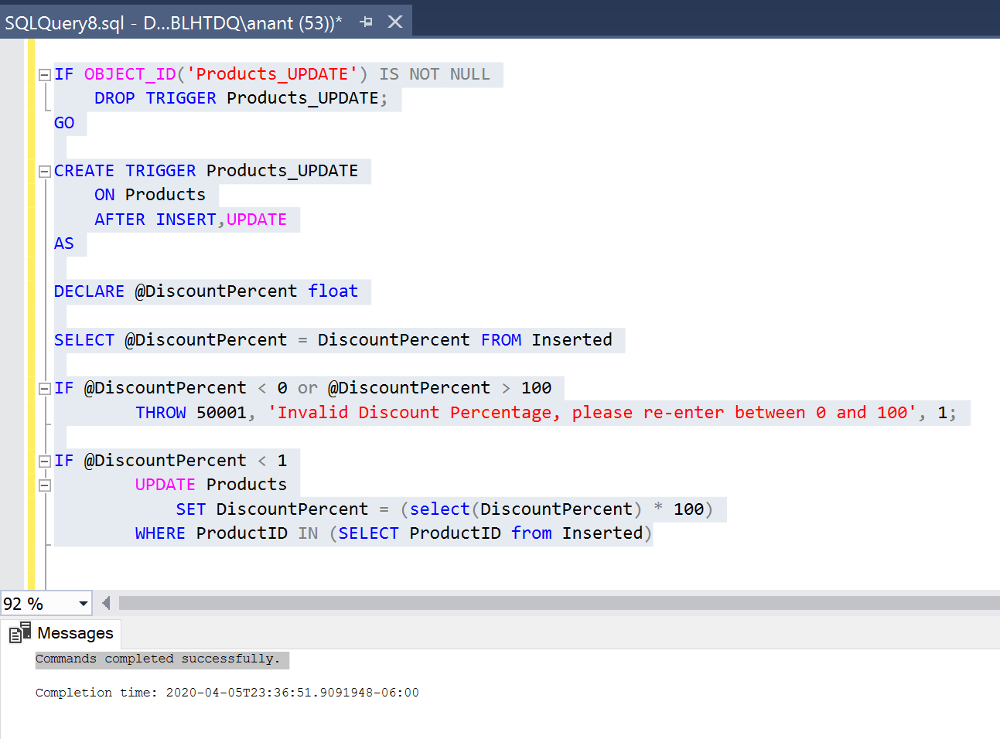 SQLQuery8.sql - D...BLHTDQ\anant (53))*
IF OBJECT_ID('Products_UPDATE') IS NOT NULL
DROP TRIGGER Products_UPDATE;
GO
CREATE TRIGGER Products_UPDATE
ON Products
AFTER INSERT,UPDATE
AS
DECLARE @DiscountPercent float
SELECT @DiscountPercent = DiscountPercent FROM Inserted
IF @DiscountPercent < 0 or @DiscountPercent > 100
THROW 50001, 'Invalid Discount Percentage, please re-enter between 0 and 100', 1;
IF @DiscountPercent < 1
UPDATE Products
SET DiscountPercent = (select(DiscountPercent) * 100)
WHERE ProductID IN (SELECT ProductID from Inserted)
92 %
Messages
Commands completed successfully.
Completion time: 2020-04-05T23:36:51.9091948-06:00